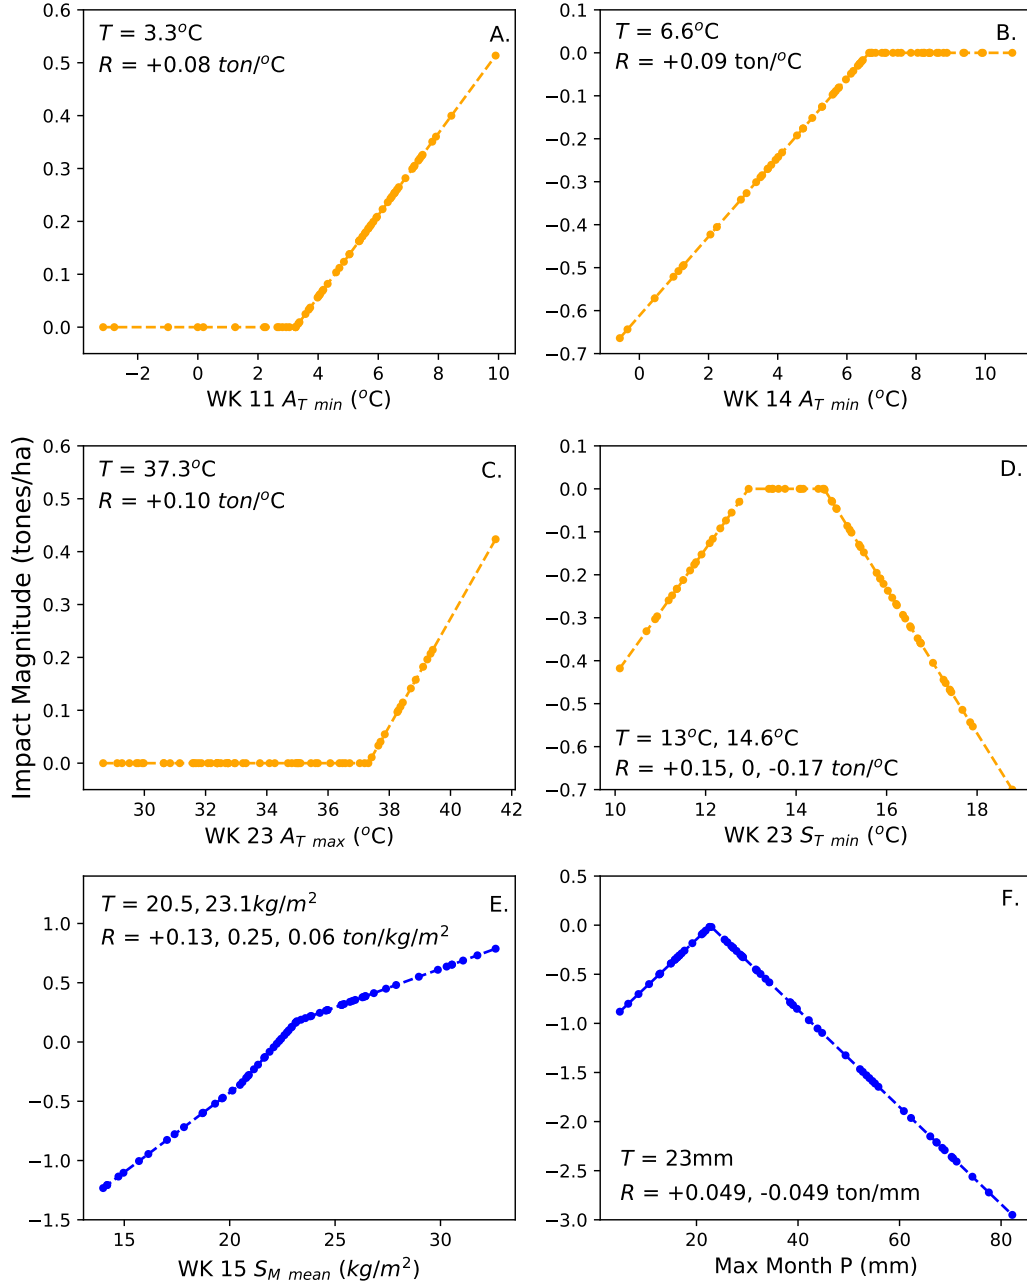 Impact Magnitude (tones/ha)
A.
T = 3.3°C
R = +0.08 ton/°C
0.6
0.5
0.4
0.3
0.2
0.1
0.0
−2 0 2 4 6 8 10
WK 11 A_T min (°C)
B.
T = 6.6°C
R = +0.09 ton/°C
0.1
0.0
−0.1
−0.2
−0.3
−0.4
−0.5
−0.6
−0.7
0 2 4 6 8 10
WK 14 A_T min (°C)
C.
T = 37.3°C
R = +0.10 ton/°C
0.6
0.5
0.4
0.3
0.2
0.1
0.0
30 32 34 36 38 40 42
WK 23 A_T max (°C)
D.
0.1
0.0
−0.1
−0.2
−0.3
−0.4
−0.5
−0.6
−0.7
T = 13°C, 14.6°C
R = +0.15, 0, -0.17 ton/°C
10 12 14 16 18
WK 23 S_T min (°C)
E.
T = 20.5, 23.1kg/m²
R = +0.13, 0.25, 0.06 ton/kg/m²
1.0
0.5
0.0
−0.5
−1.0
−1.5
15 20 25 30
WK 15 S_M mean (kg/m²)
F.
0.5
0.0
−0.5
−1.0
−1.5
−2.0
−2.5
−3.0
T = 23mm
R = +0.049, -0.049 ton/mm
20 40 60 80
Max Month P (mm)